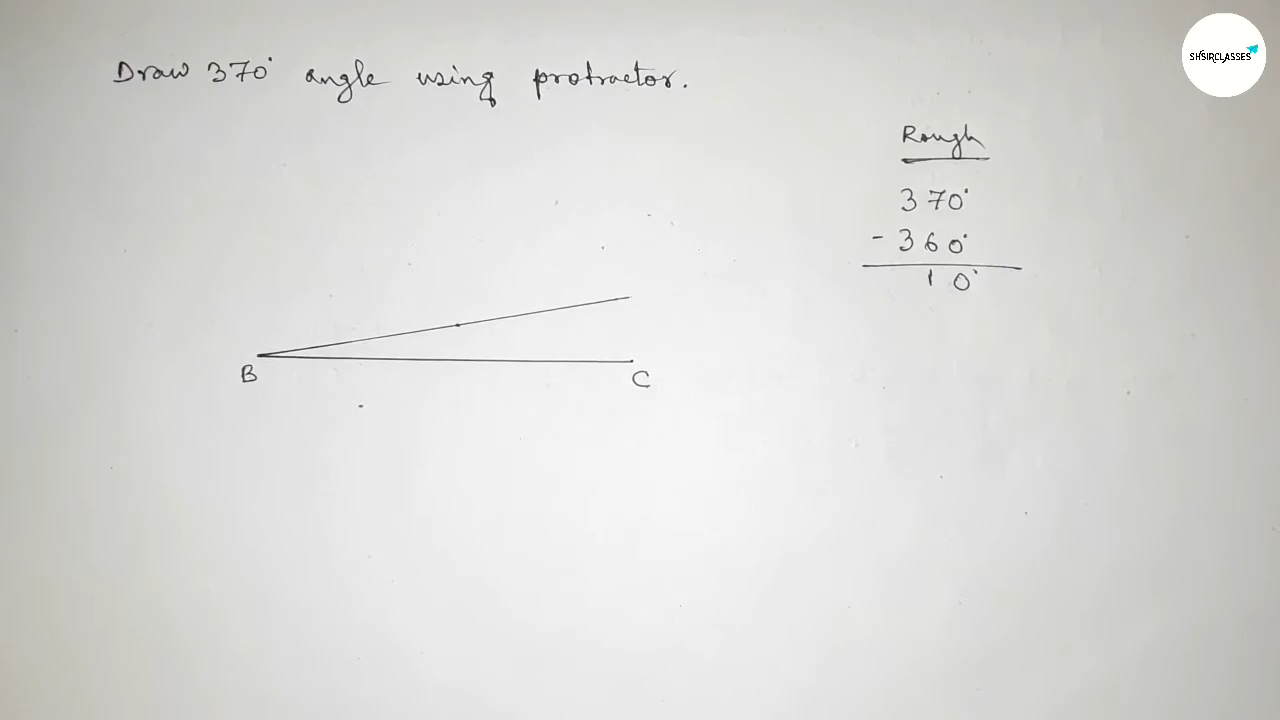 Draw 370° angle using protractor.
SHSIRCLASSES
Rough
370°
- 360°
10°
B
C